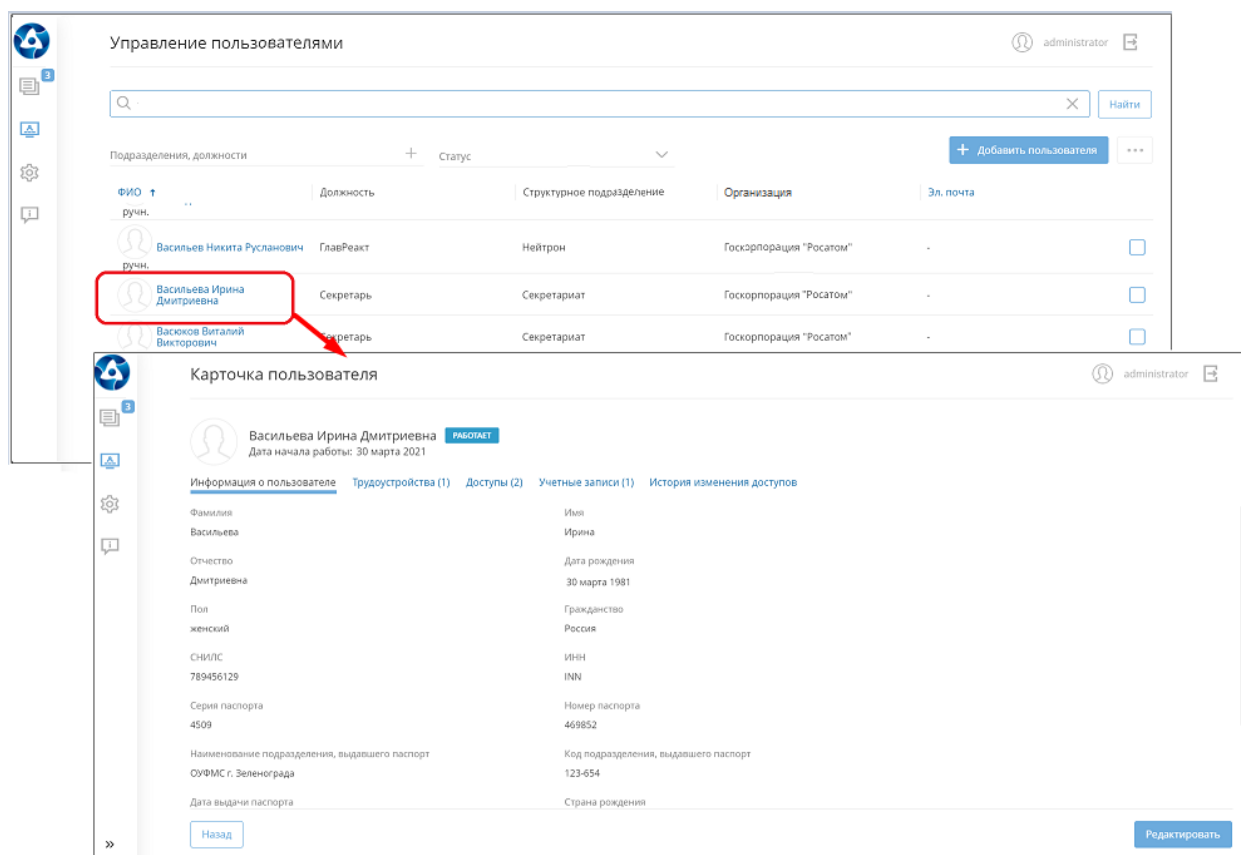 Управление пользователями
administrator
3
Найти
Подразделения, должности
Статус
Добавить пользователя
ФИО ↑ Должность Структурное подразделение Организация Эл. почта
ручн.
Васильев Никита Русланович ГлавРеакт Нейтрон Госкорпорация "Росатом" -
ручн.
Васильева Ирина
Дмитриевна
Секретарь Секретариат Госкорпорация "Росатом" -
Васюков Виталий
Викторович
Секретарь Секретариат Госкорпорация "Росатом" -
Карточка пользователя
administrator
3
Васильева Ирина Дмитриевна РАБОТАЕТ
Дата начала работы: 30 марта 2021
Информация о пользователе Трудоустройства (1) Доступы (2) Учетные записи (1) История изменения доступов
Фамилия Имя
Васильева Ирина
Отчество Дата рождения
Дмитриевна 30 марта 1981
Пол Гражданство
женский Россия
СНИЛС ИНН
789456129 INN
Серия паспорта Номер паспорта
4509 469852
Наименование подразделения, выдавшего паспорт Код подразделения, выдавшего паспорт
ОУФМС г. Зеленограда 123-654
Дата выдачи паспорта Страна рождения
Назад Редактировать